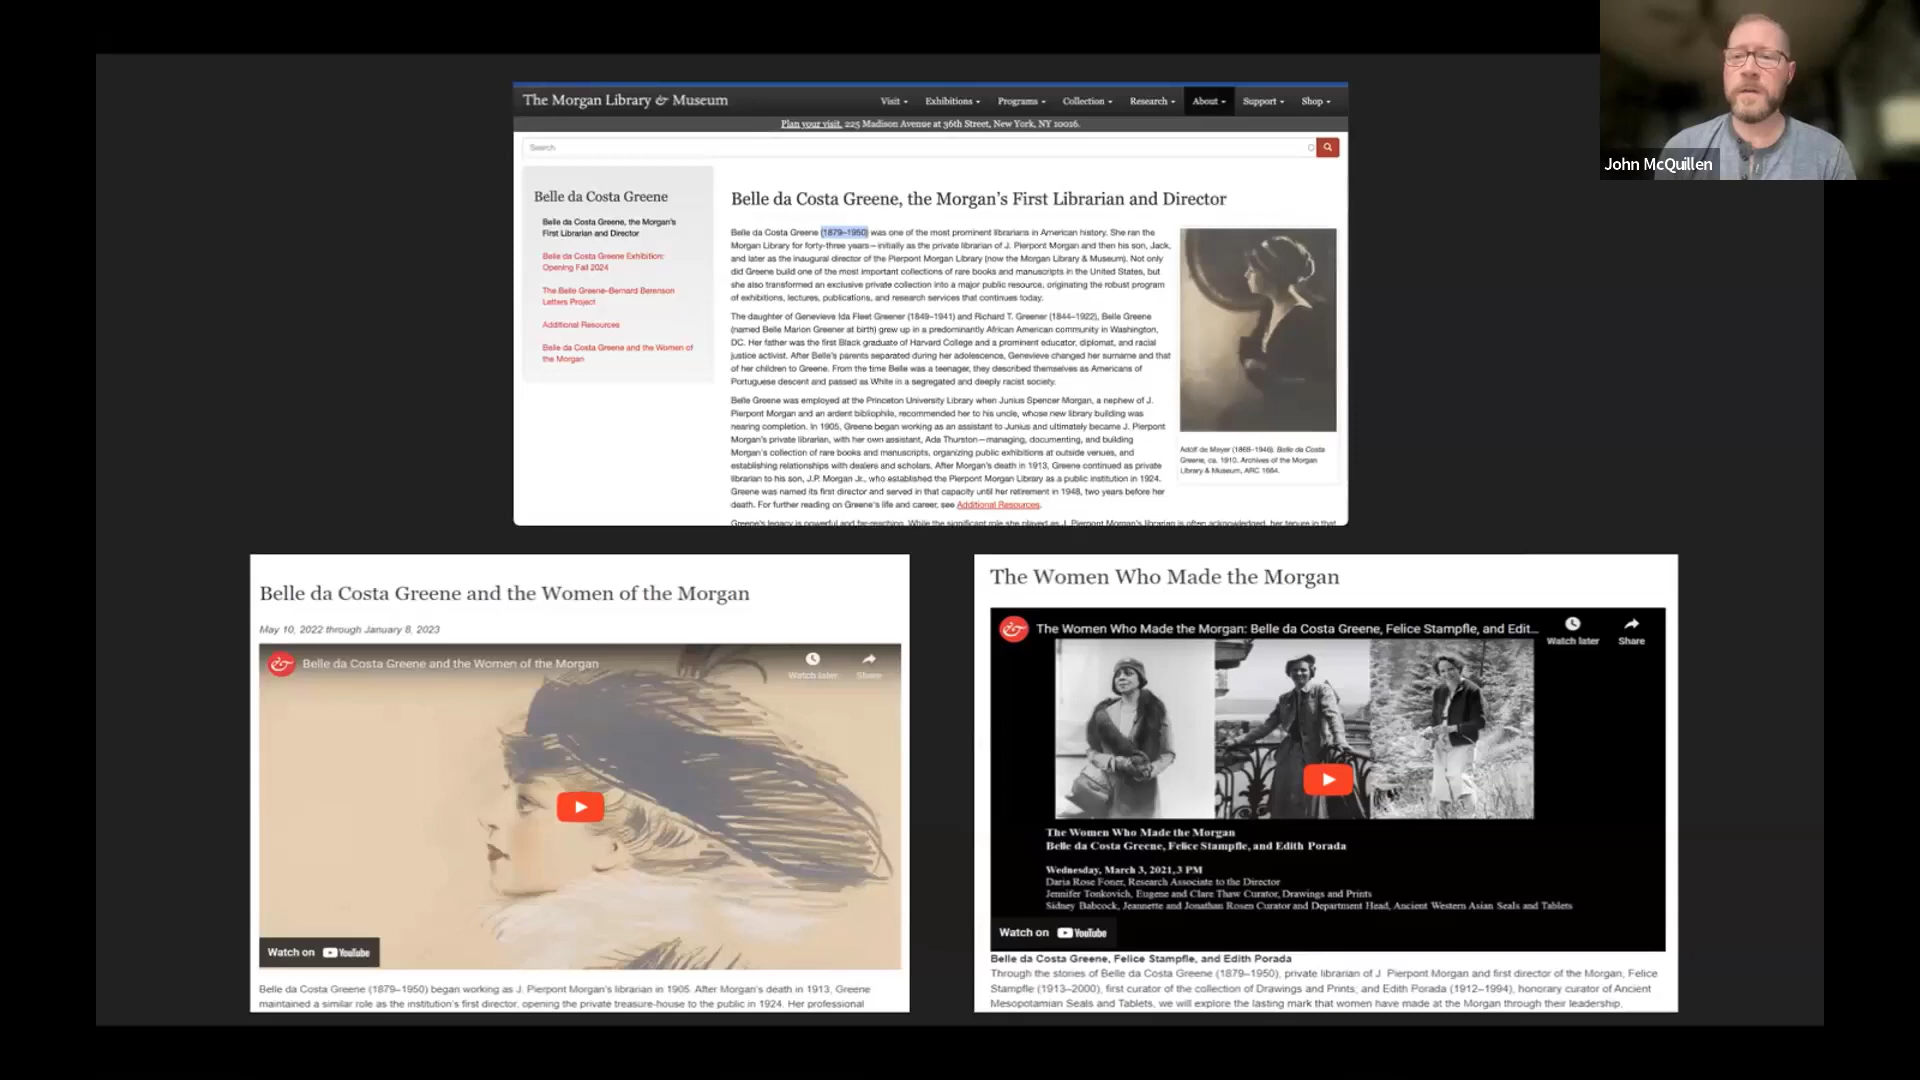 John McQuillen
The Morgan Library & Museum
Visit Exhibitions Programs Collection Research About Support Shop
Plan your visit. 225 Madison Avenue at 36th Street, New York, NY 10016.
Search
Belle da Costa Greene
Belle da Costa Greene, the Morgan's
First Librarian and Director
Belle da Costa Greene Exhibition:
Opening Fall 2024
The Belle Greene–Bernard Berenson
Letters Project
Additional Resources
Belle da Costa Greene and the Women of
the Morgan
Belle da Costa Greene, the Morgan's First Librarian and Director
Belle da Costa Greene (1879–1950) was one of the most prominent librarians in American history. She ran the
Morgan Library for forty-three years—initially as the private librarian of J. Pierpont Morgan and then his son, Jack,
and later as the inaugural director of the Pierpont Morgan Library (now the Morgan Library & Museum). Not only
did Greene build one of the most important collections of rare books and manuscripts in the United States, but
she also transformed an exclusive private collection into a major public resource, originating the robust program
of exhibitions, lectures, publications, and research services that continues today.
The daughter of Genevieve Ida Fleet Greener (1849–1941) and Richard T. Greener (1844–1922), Belle Greene
(named Belle Marion Greener at birth) grew up in a predominantly African American community in Washington,
DC. Her father was the first Black graduate of Harvard College and a prominent educator, diplomat, and racial
justice activist. After Belle's parents separated during her adolescence, Genevieve changed her surname and that
of her children to Greene. From the time Belle was a teenager, they described themselves as Americans of
Portuguese descent and passed as White in a segregated and deeply racist society.
Belle Greene was employed at the Princeton University Library when Junius Spencer Morgan, a nephew of J.
Pierpont Morgan and an ardent bibliophile, recommended her to his uncle, whose new library building was
nearing completion. In 1905, Greene began working as an assistant to Junius and ultimately became J. Pierpont
Morgan's private librarian, with her own assistant, Ada Thurston—managing, documenting, and building
Morgan's collection of rare books and manuscripts, organizing public exhibitions at outside venues, and
establishing relationships with dealers and scholars. After Morgan's death in 1913, Greene continued as private
librarian to his son, J.P. Morgan Jr., who established the Pierpont Morgan Library as a public institution in 1924.
Greene was named its first director and served in that capacity until her retirement in 1948, two years before her
death. For further reading on Greene's life and career, see Additional Resources.
Greene's legacy is powerful and far-reaching. While the significant role she played as J. Pierpont Morgan's librarian is often acknowledged, her tenure in that
Adolf de Meyer (1868–1946). Belle da Costa
Greene, ca. 1910. Archives of the Morgan
Library & Museum, ARC 1664.
Belle da Costa Greene and the Women of the Morgan
May 10, 2022 through January 8, 2023
Belle da Costa Greene and the Women of the Morgan
Watch later Share
Watch on YouTube
Belle da Costa Greene (1879–1950) began working as J. Pierpont Morgan's librarian in 1905. After Morgan's death in 1913, Greene
maintained a similar role as the institution's first director, opening the private treasure-house to the public in 1924. Her professional
The Women Who Made the Morgan
The Women Who Made the Morgan: Belle da Costa Greene, Felice Stampfle, and Edit...
Watch later Share
The Women Who Made the Morgan
Belle da Costa Greene, Felice Stampfle, and Edith Porada
Wednesday, March 3, 2021, 3 PM
Daria Rose Foner, Research Associate to the Director
Jennifer Tonkovich, Eugene and Clare Thaw Curator, Drawings and Prints
Sidney Babcock, Jeannette and Jonathan Rosen Curator and Department Head, Ancient Western Asian Seals and Tablets
Watch on YouTube
Belle da Costa Greene, Felice Stampfle, and Edith Porada
Through the stories of Belle da Costa Greene (1879–1950), private librarian of J. Pierpont Morgan and first director of the Morgan, Felice
Stampfle (1913–2000), first curator of the collection of Drawings and Prints, and Edith Porada (1912–1994), honorary curator of Ancient
Mesopotamian Seals and Tablets, we will explore the lasting mark that women have made at the Morgan through their leadership,